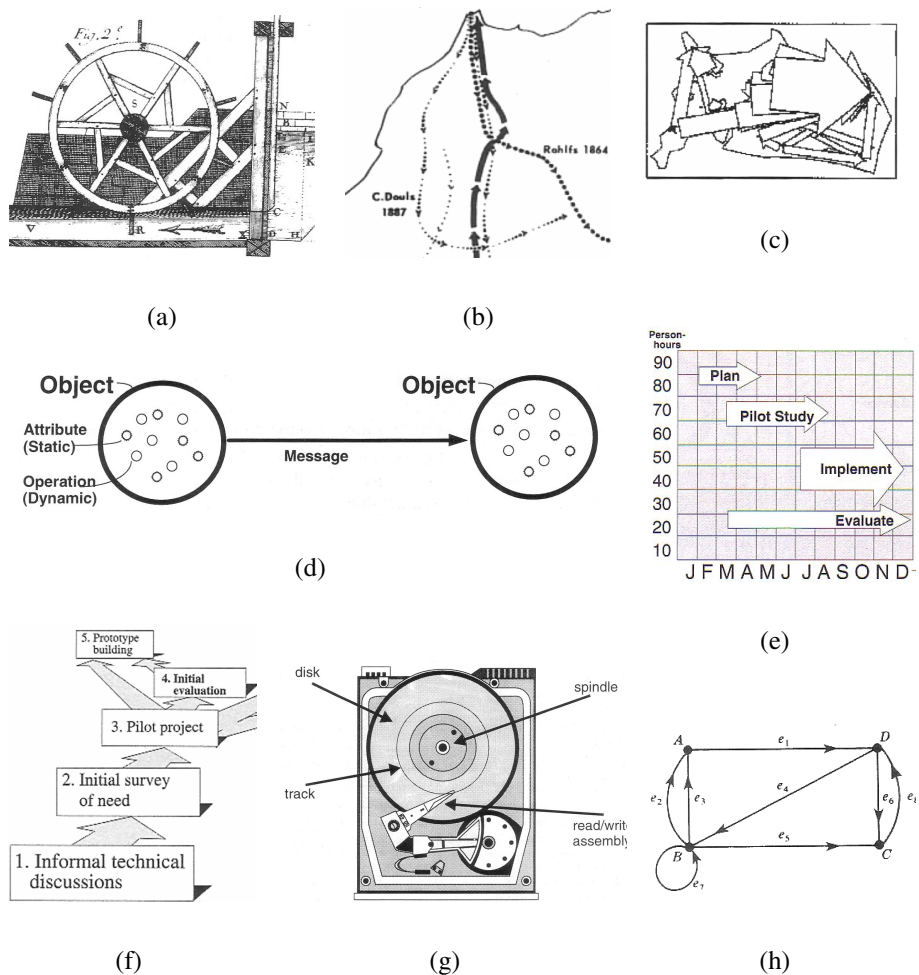 Fig. 2.
S
N
B
L
K
C
R
X
D
H
(a)
Rohlfs 1864
C. Douls
1887
(b)
(c)
Object
Object
Attribute
(Static)
Message
Operation
(Dynamic)
(d)
Person-
hours
90
80
70
60
50
40
30
20
10
Plan
Pilot Study
Implement
Evaluate
J F M A M J J A S O N D
(e)
5. Prototype
building
4. Initial
evaluation
3. Pilot project
2. Initial survey
of need
1. Informal technical
discussions
(f)
disk
spindle
track
read/write
assembly
(g)
A
e1
D
e2
e3
e4
e6
e8
B
e5
C
e7
(h)